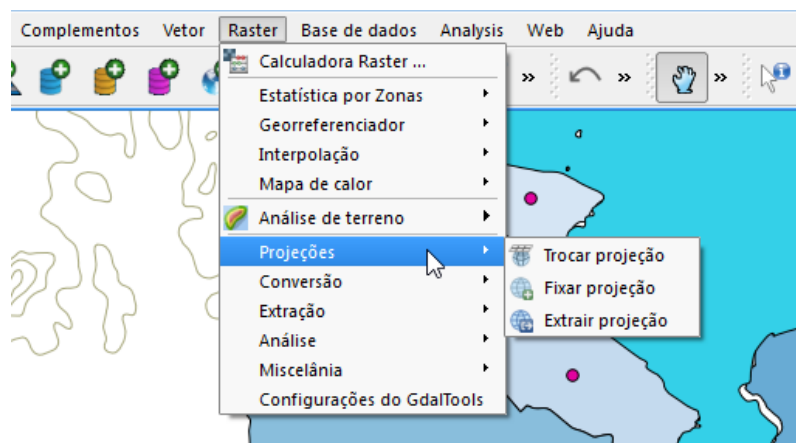 Complementos Vetor Raster Base de dados Analysis Web Ajuda
Calculadora Raster ...
Estatística por Zonas
Georreferenciador
Interpolação
Mapa de calor
Análise de terreno
Projeções
Trocar projeção
Conversão
Fixar projeção
Extração
Extrair projeção
Análise
Miscelânia
Configurações do GdalTools